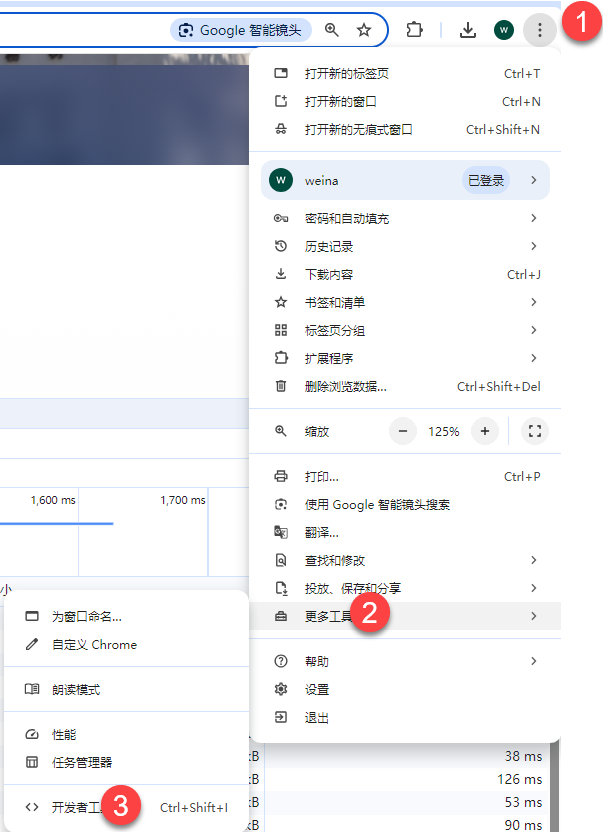 Google 智能镜头
W
1
打开新的标签页 Ctrl+T
打开新的窗口 Ctrl+N
打开新的无痕式窗口 Ctrl+Shift+N
W weina 已登录
密码和自动填充
历史记录
下载内容 Ctrl+J
书签和清单
标签页分组
扩展程序
删除浏览数据... Ctrl+Shift+Del
缩放 − 125% +
打印... Ctrl+P
使用 Google 智能镜头搜索
翻译...
查找和修改
投放、保存和分享
更多工具 2
帮助
设置
退出
1,600 ms 1,700 ms
小
为窗口命名...
自定义 Chrome
朗读模式
性能
任务管理器
开发者工 3 Ctrl+Shift+I
kB 38 ms
kB 126 ms
kB 53 ms
kB 90 ms